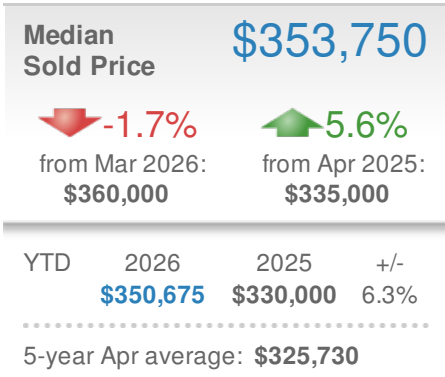 Median
Sold Price
$353,750
-1.7%
from Mar 2026:
$360,000
5.6%
from Apr 2025:
$335,000
YTD 2026 2025 +/-
$350,675 $330,000 6.3%
5-year Apr average: $325,730